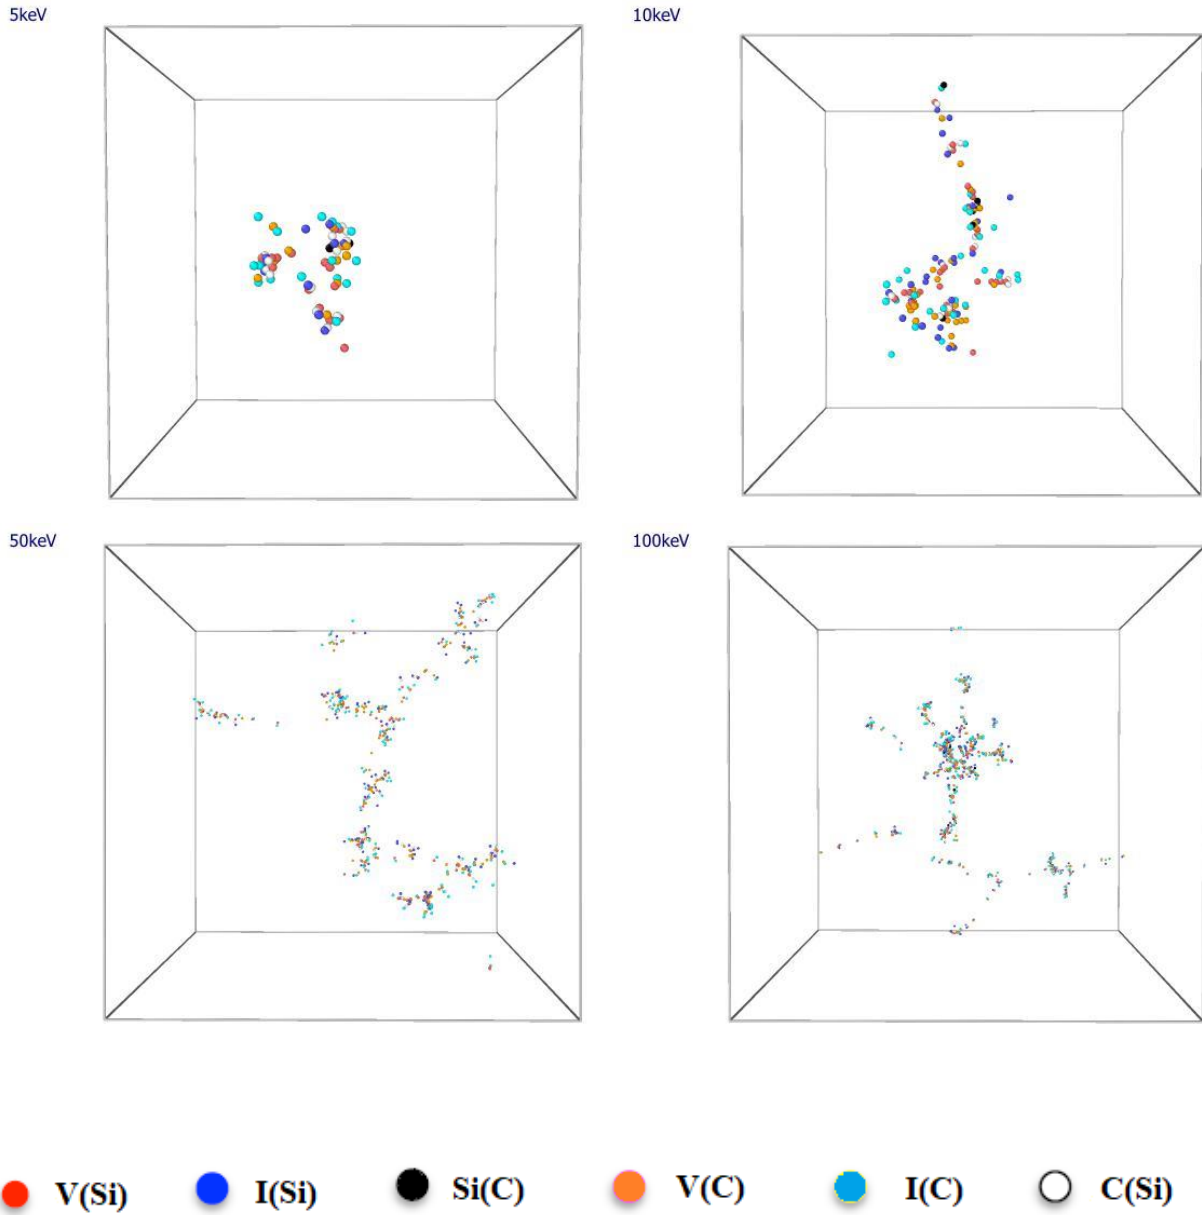 5keV
10keV
50keV
100keV
V(Si) I(Si) Si(C) V(C) I(C) C(Si)